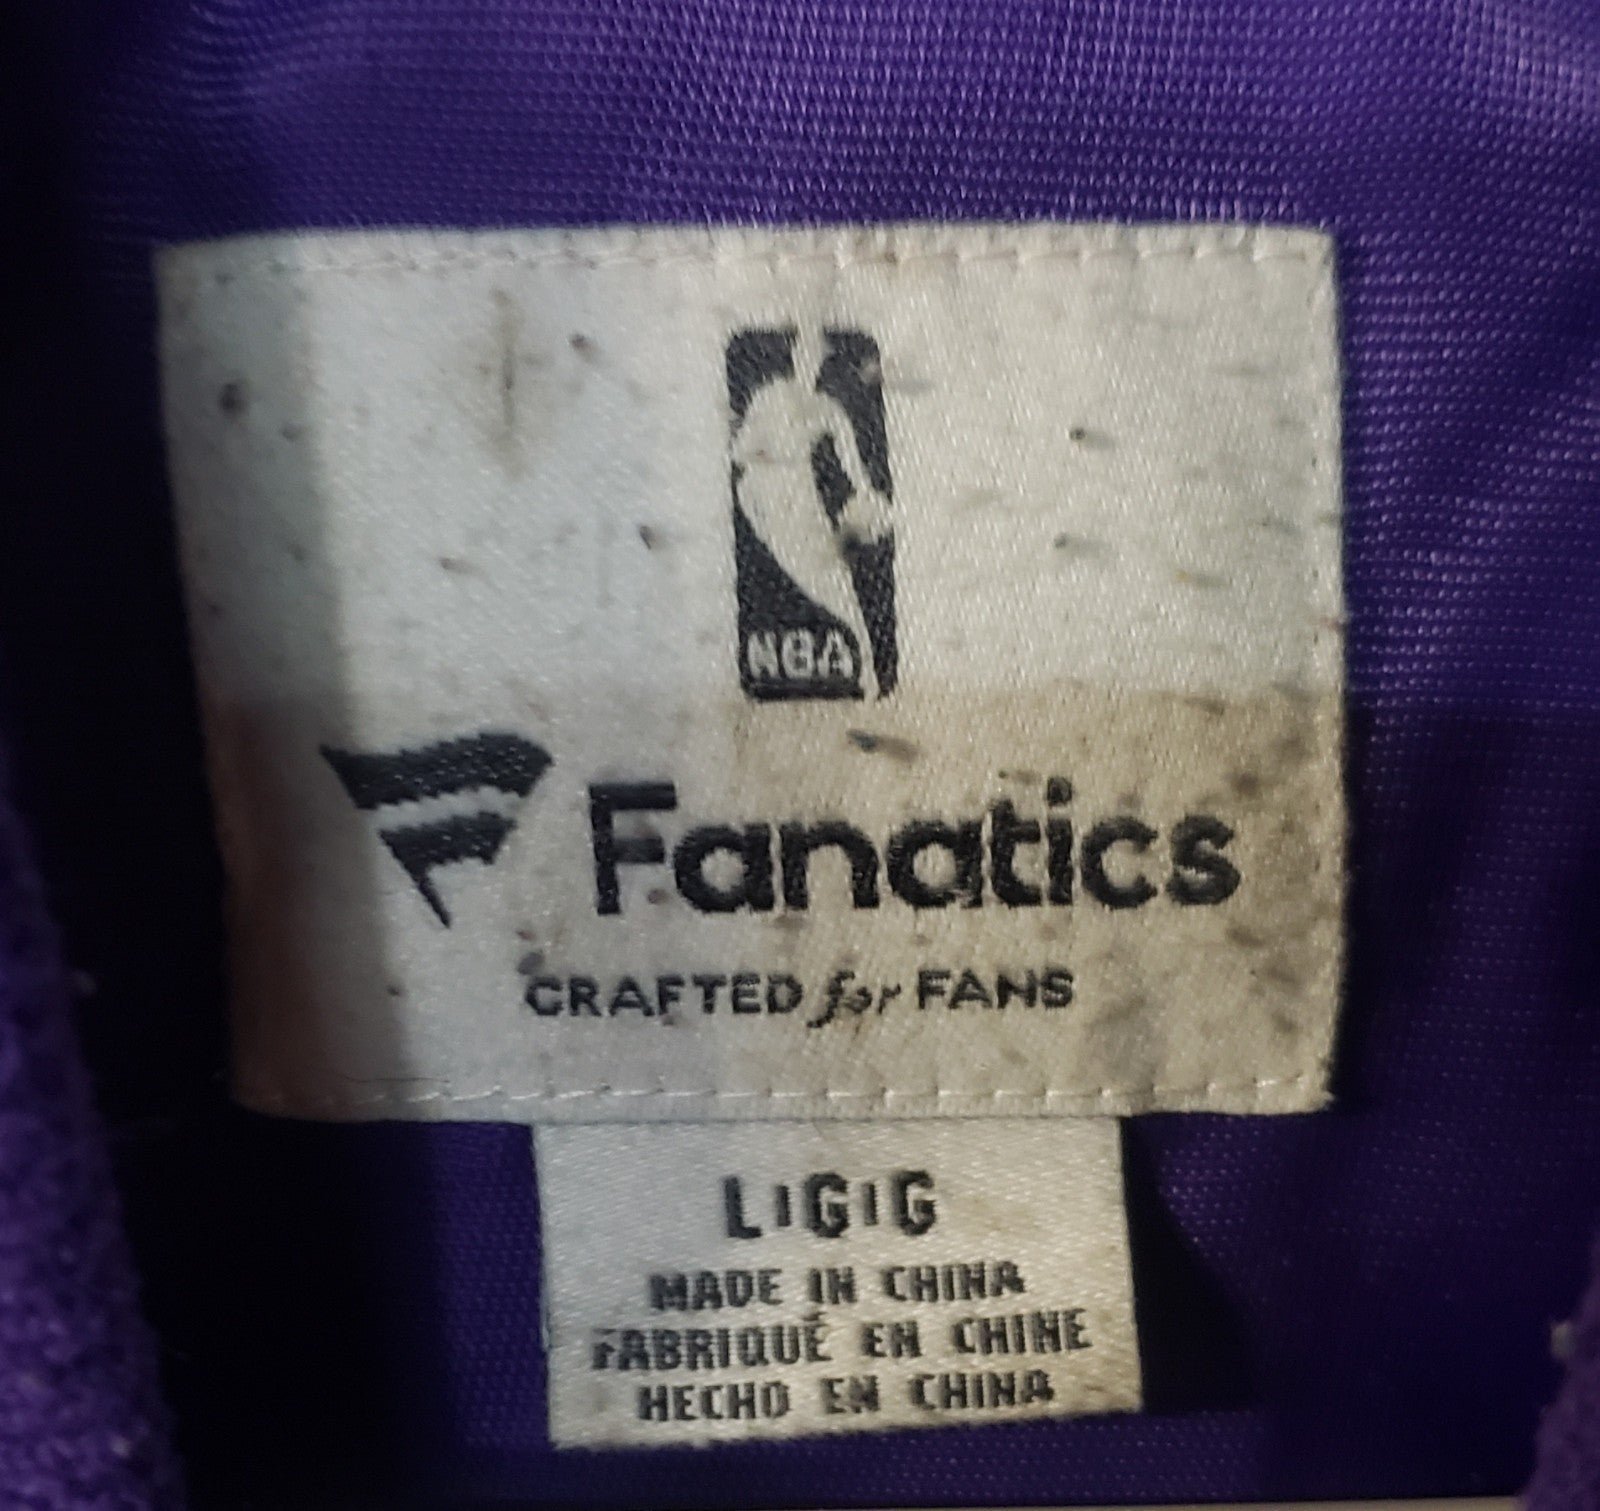 NBA
Fanatics
CRAFTED for FANS
L|G|G
MADE IN CHINA
FABRIQUÉ EN CHINE
HECHO EN CHINA